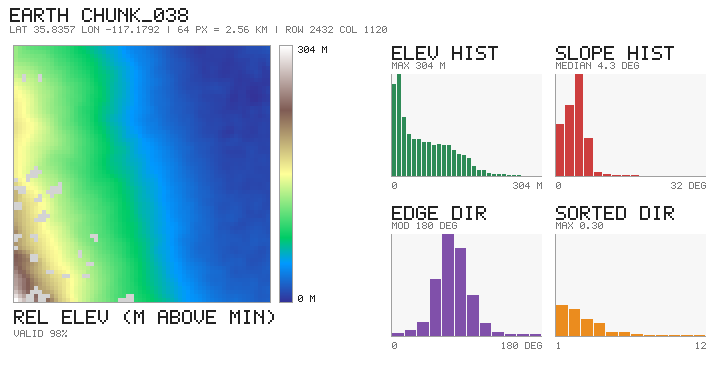 EARTH CHUNK_038
LAT 35.8357 LON -117.1792 | 64 PX = 2.56 KM | ROW 2432 COL 1120
304 M
0 M
REL ELEV (M ABOVE MIN)
VALID 98%
ELEV HIST
MAX 304 M
0 304 M
SLOPE HIST
MEDIAN 4.3 DEG
0 32 DEG
EDGE DIR
MOD 180 DEG
0 180 DEG
SORTED DIR
MAX 0.30
1 12